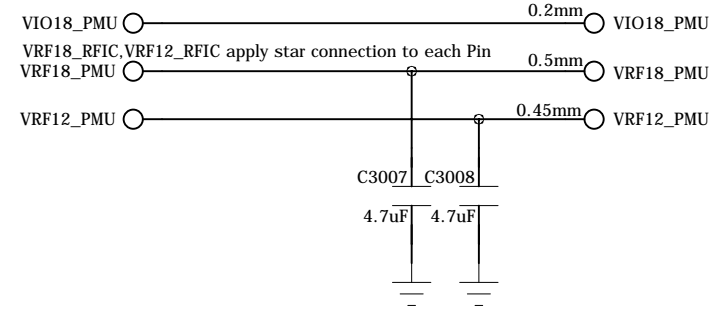 VIO18_PMU 0.2mm VIO18_PMU
VRF18_RFIC,VRF12_RFIC apply star connection to each Pin
VRF18_PMU 0.5mm VRF18_PMU
VRF12_PMU 0.45mm VRF12_PMU
C3007 C3008
4.7uF 4.7uF